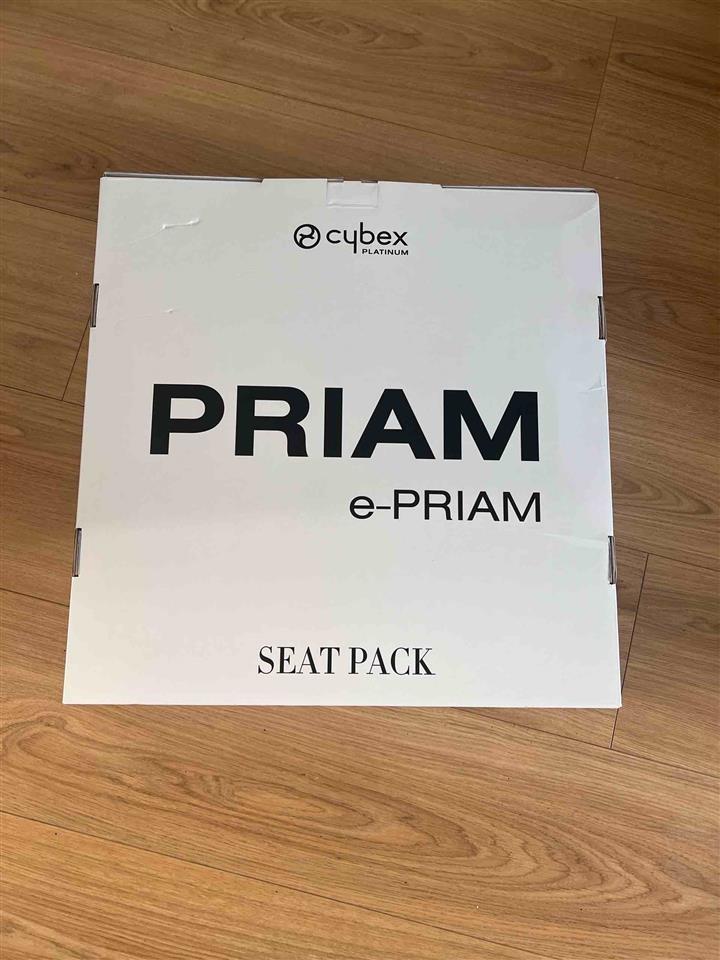 cybex
PLATINUM
PRIAM
e-PRIAM
SEAT PACK